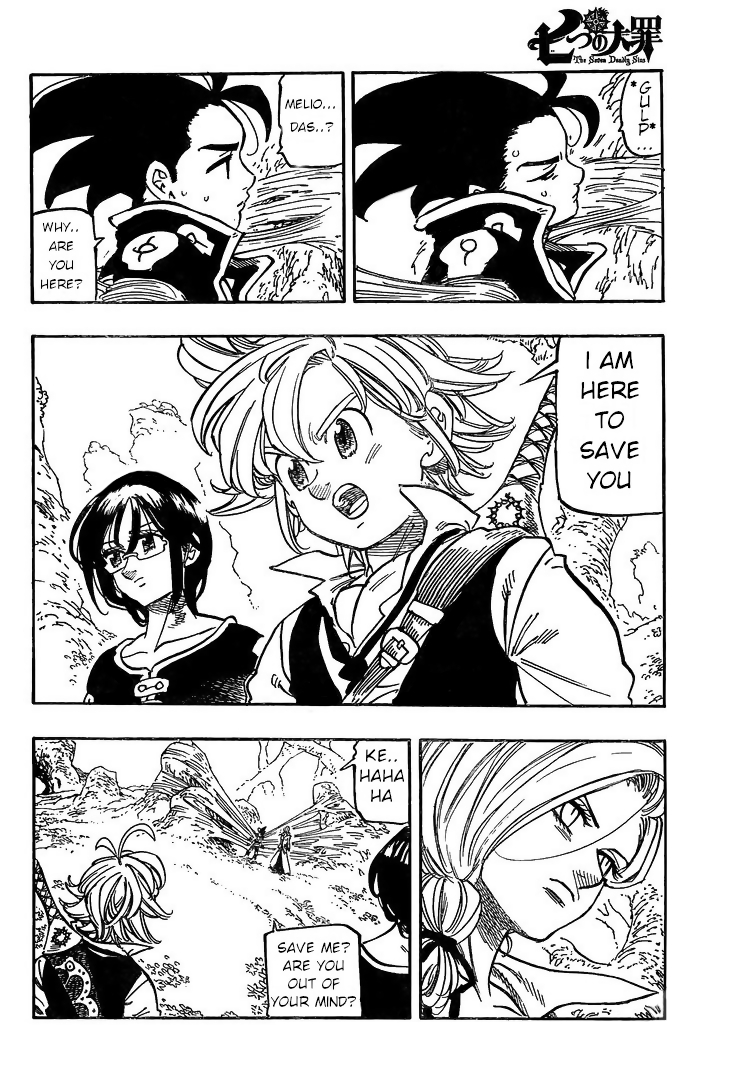 七つの大罪
The Seven Deadly Sins
*GULP*..
MELIO...
DAS..?
WHY..
ARE
YOU
HERE?
I AM
HERE
TO
SAVE
YOU
KE..
HAHA
HA
SAVE ME?
ARE YOU
OUT OF
YOUR MIND?